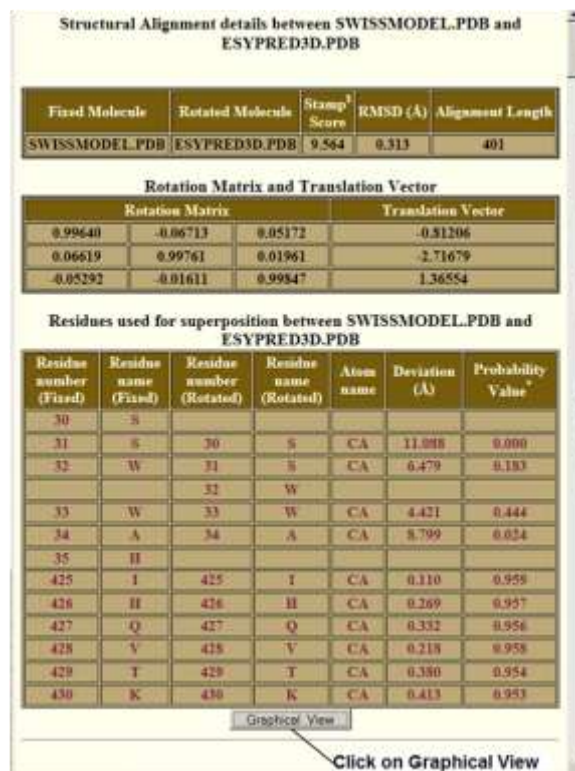 Structural Alignment details between SWISSMODEL.PDB and
ESYPRED3D.PDB
Fixed Molecule Rotated Molecule Stamp§ Score RMSD (Å) Alignment Length
SWISSMODEL.PDB ESYPRED3D.PDB 9.564 0.313 401
Rotation Matrix and Translation Vector
Rotation Matrix Translation Vector
0.99640 -0.06713 0.05172 -0.81206
0.06619 0.99761 0.01961 -2.71679
-0.05292 -0.01611 0.99847 1.36554
Residues used for superposition between SWISSMODEL.PDB and
ESYPRED3D.PDB
Residue number (Fixed) Residue name (Fixed) Residue number (Rotated) Residue name (Rotated) Atom name Deviation (Å) Probability Value*
30 S
31 S 30 S CA 11.088 0.000
32 W 31 S CA 6.479 0.183
32 W
33 W 33 W CA 4.421 0.444
34 A 34 A CA 8.799 0.024
35 H
425 I 425 I CA 0.110 0.959
426 H 426 H CA 0.269 0.957
427 Q 427 Q CA 0.332 0.956
428 V 428 V CA 0.218 0.958
429 T 429 T CA 0.380 0.954
430 K 430 K CA 0.413 0.953
Graphical View
Click on Graphical View